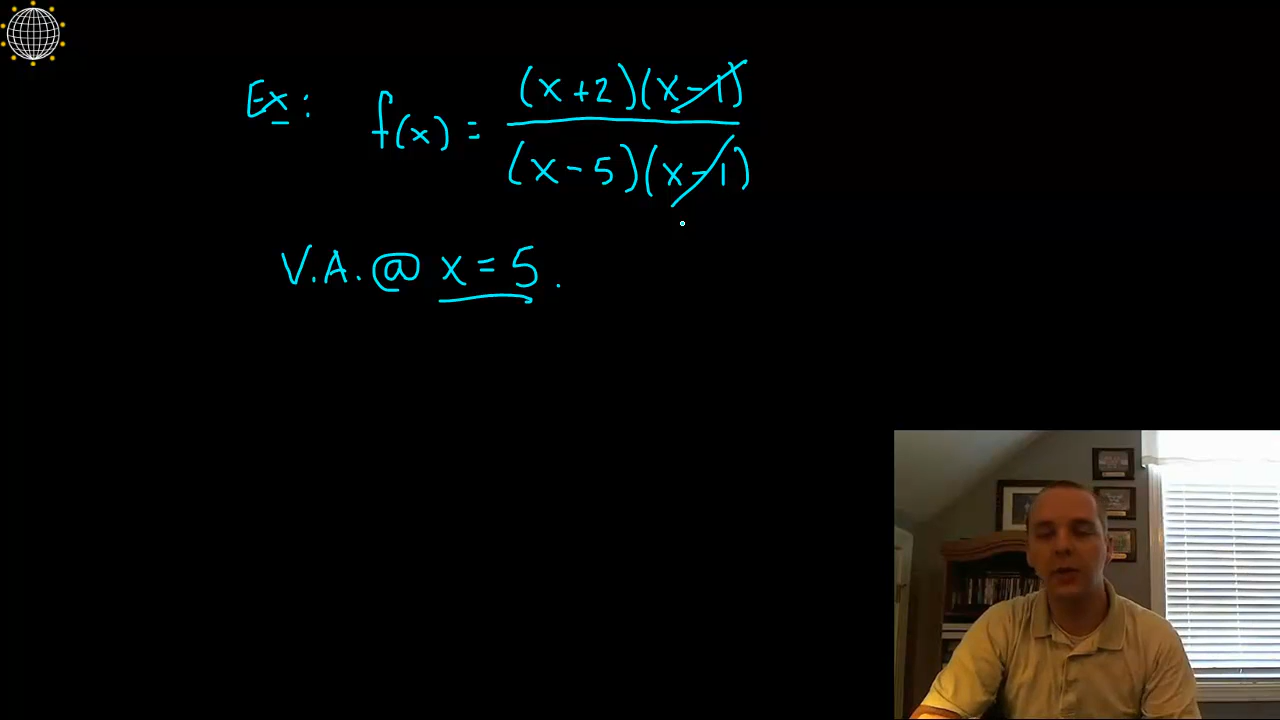 Ex: f(x) = (x+2)(x-1)
(x-5)(x-1)
V.A. @ x = 5.